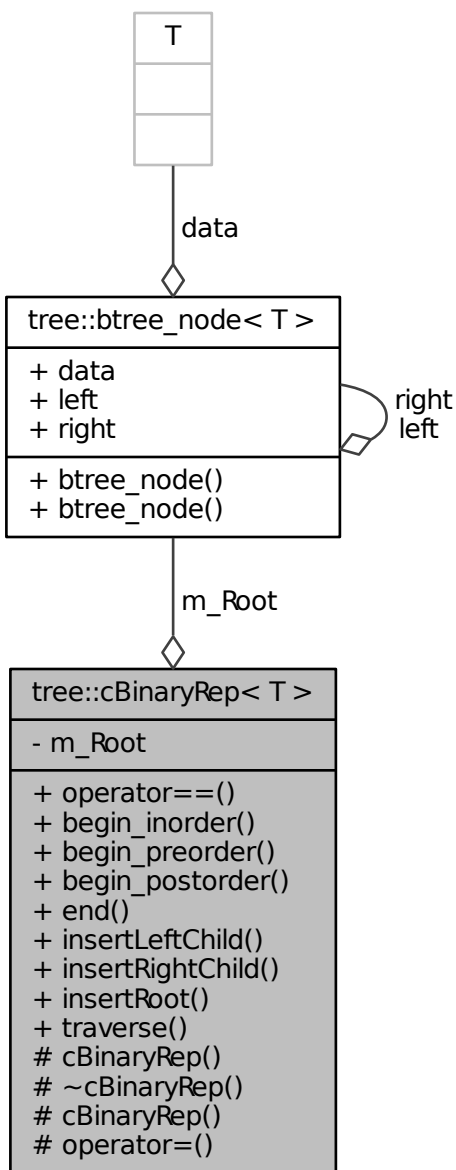 T
data
tree::btree_node< T >
+ data
+ left
+ right
right
left
+ btree_node()
+ btree_node()
m_Root
tree::cBinaryRep< T >
- m_Root
+ operator==()
+ begin_inorder()
+ begin_preorder()
+ begin_postorder()
+ end()
+ insertLeftChild()
+ insertRightChild()
+ insertRoot()
+ traverse()
# cBinaryRep()
# ~cBinaryRep()
# cBinaryRep()
# operator=()